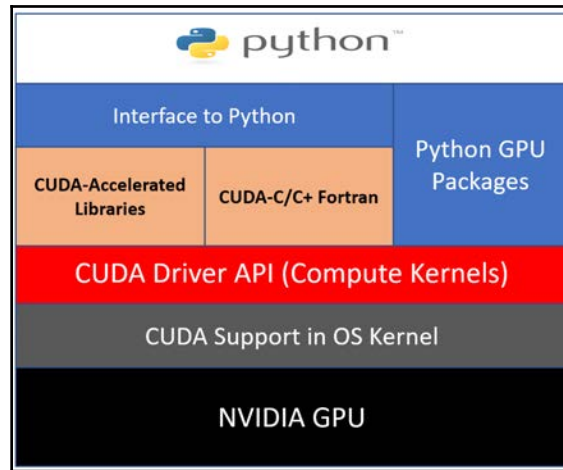 python™
Interface to Python
Python GPU
Packages
CUDA-Accelerated
Libraries
CUDA-C/C+ Fortran
CUDA Driver API (Compute Kernels)
CUDA Support in OS Kernel
NVIDIA GPU